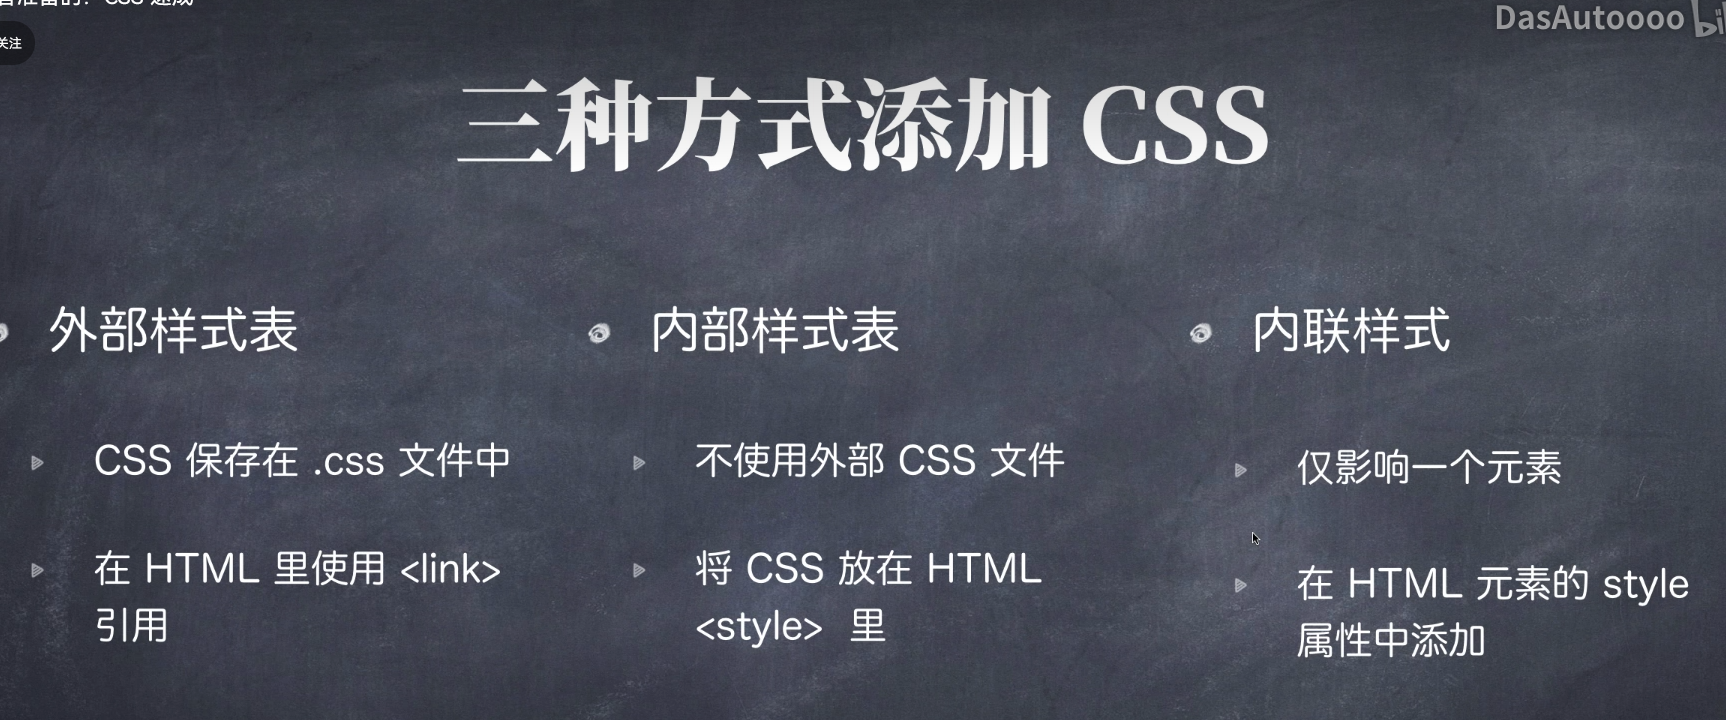 CSS 速成
关注
DasAutoooo
三种方式添加 CSS
外部样式表
CSS 保存在 .css 文件中
在 HTML 里使用 <link>
引用
内部样式表
不使用外部 CSS 文件
将 CSS 放在 HTML
<style> 里
内联样式
仅影响一个元素
在 HTML 元素的 style
属性中添加